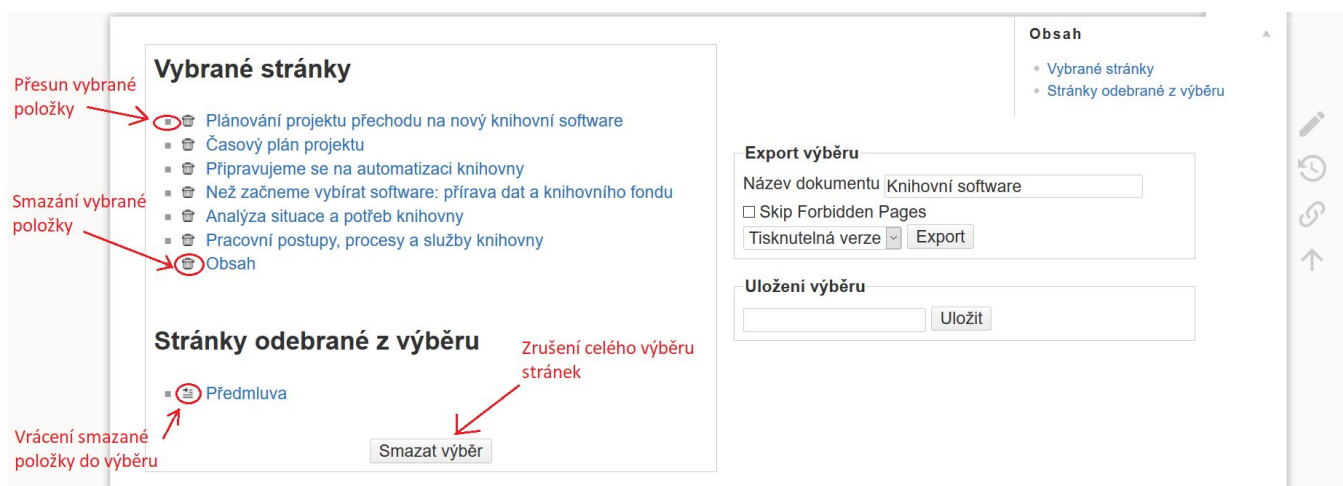 Obsah
Vybrané stránky
Stránky odebrané z výběru
Vybrané stránky
Přesun vybrané
položky
Plánování projektu přechodu na nový knihovní software
Časový plán projektu
Připravujeme se na automatizaci knihovny
Než začneme vybírat software: přírava dat a knihovního fondu
Analýza situace a potřeb knihovny
Pracovní postupy, procesy a služby knihovny
Obsah
Smazání vybrané
položky
Export výběru
Název dokumentu Knihovní software
Skip Forbidden Pages
Tisknutelná verze Export
Uložení výběru
Uložit
Stránky odebrané z výběru
Zrušení celého výběru
stránek
Předmluva
Vrácení smazané
položky do výběru
Smazat výběr